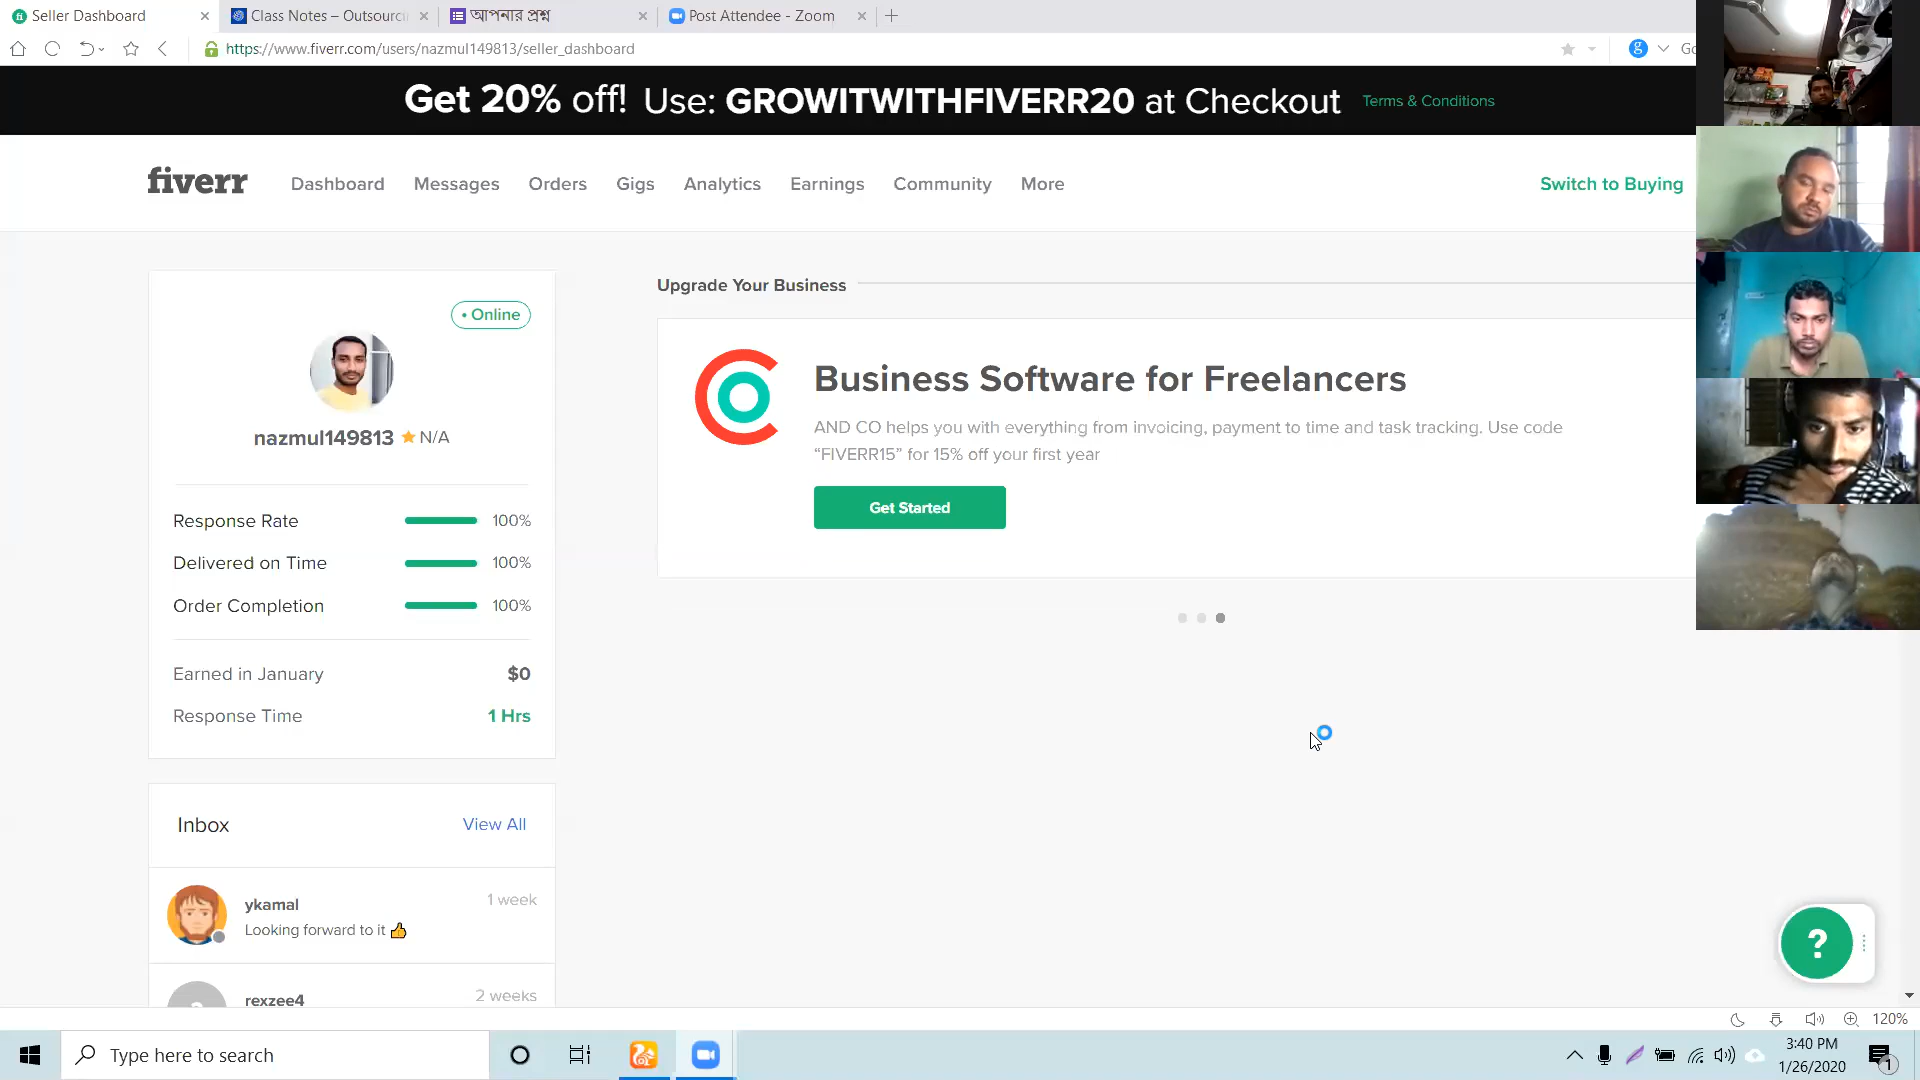 Seller Dashboard
Class Notes – Outsourci
আপনার প্রশ্ন
Post Attendee - Zoom
https://www.fiverr.com/users/nazmul149813/seller_dashboard
Go
Get 20% off! Use: GROWITWITHFIVERR20 at Checkout Terms & Conditions
fiverr
Dashboard Messages Orders Gigs Analytics Earnings Community More
Switch to Buying
• Online
nazmul149813 N/A
Response Rate 100%
Delivered on Time 100%
Order Completion 100%
Earned in January $0
Response Time 1 Hrs
Upgrade Your Business
Business Software for Freelancers
AND CO helps you with everything from invoicing, payment to time and task tracking. Use code
“FIVERR15” for 15% off your first year
Get Started
Inbox View All
ykamal 1 week
Looking forward to it 👍
rexzee4 2 weeks
?
120%
Type here to search
3:40 PM
1/26/2020
1